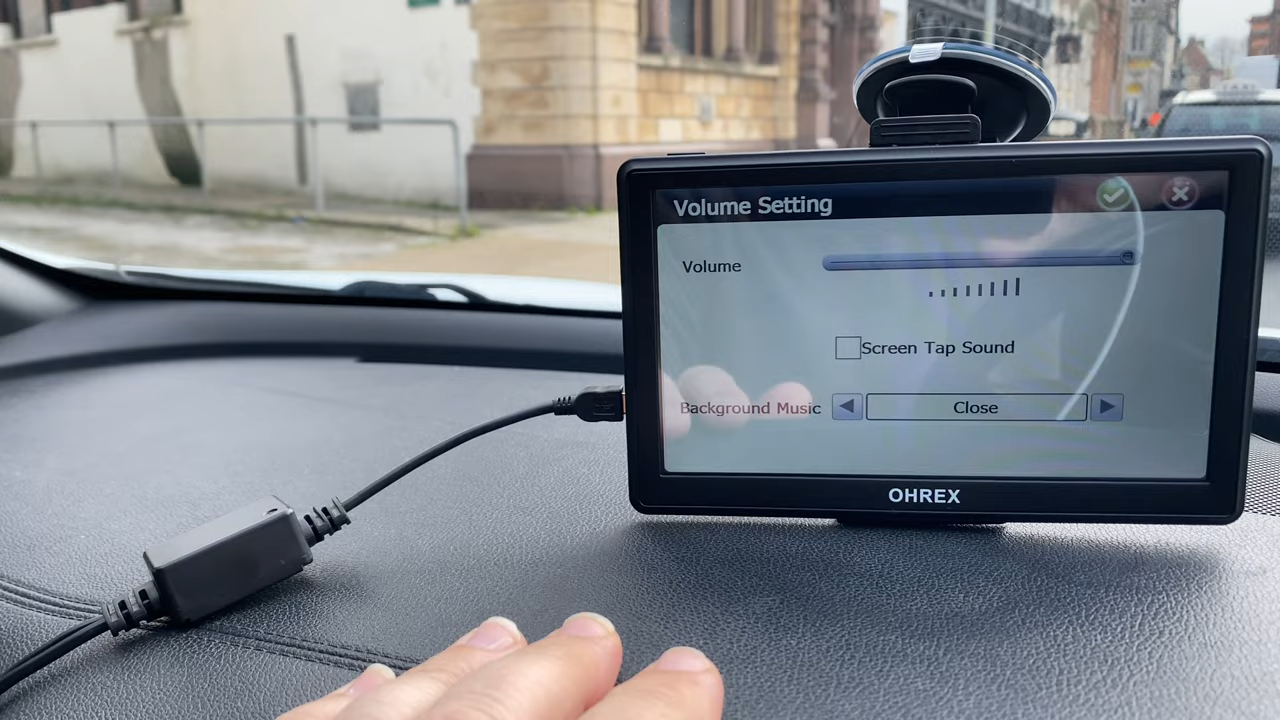 Volume Setting
Volume
Screen Tap Sound
Background Music
Close
OHREX